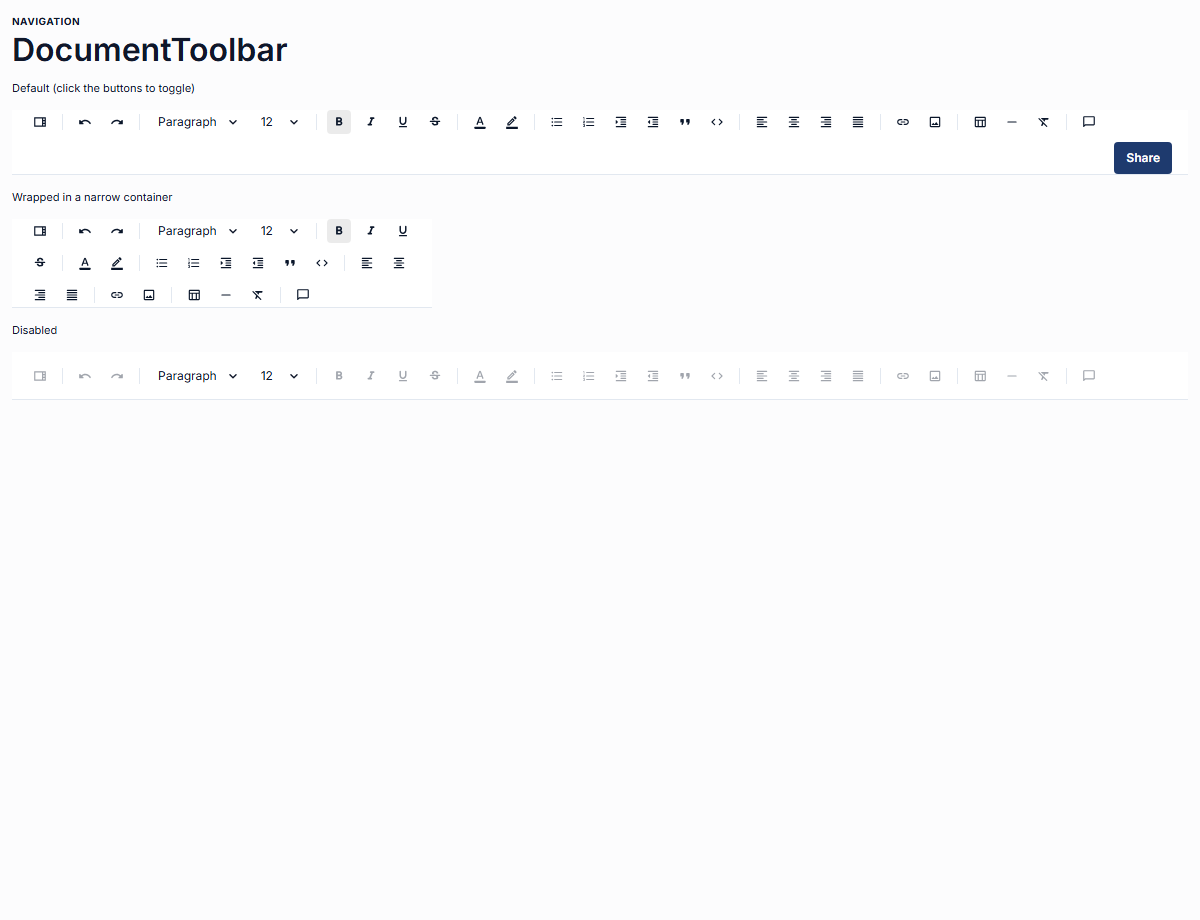 NAVIGATION
DocumentToolbar
Default (click the buttons to toggle)
Paragraph 12 B I U S A
Share
Wrapped in a narrow container
Paragraph 12 B I U
S A
Disabled
Paragraph 12 B I U S A